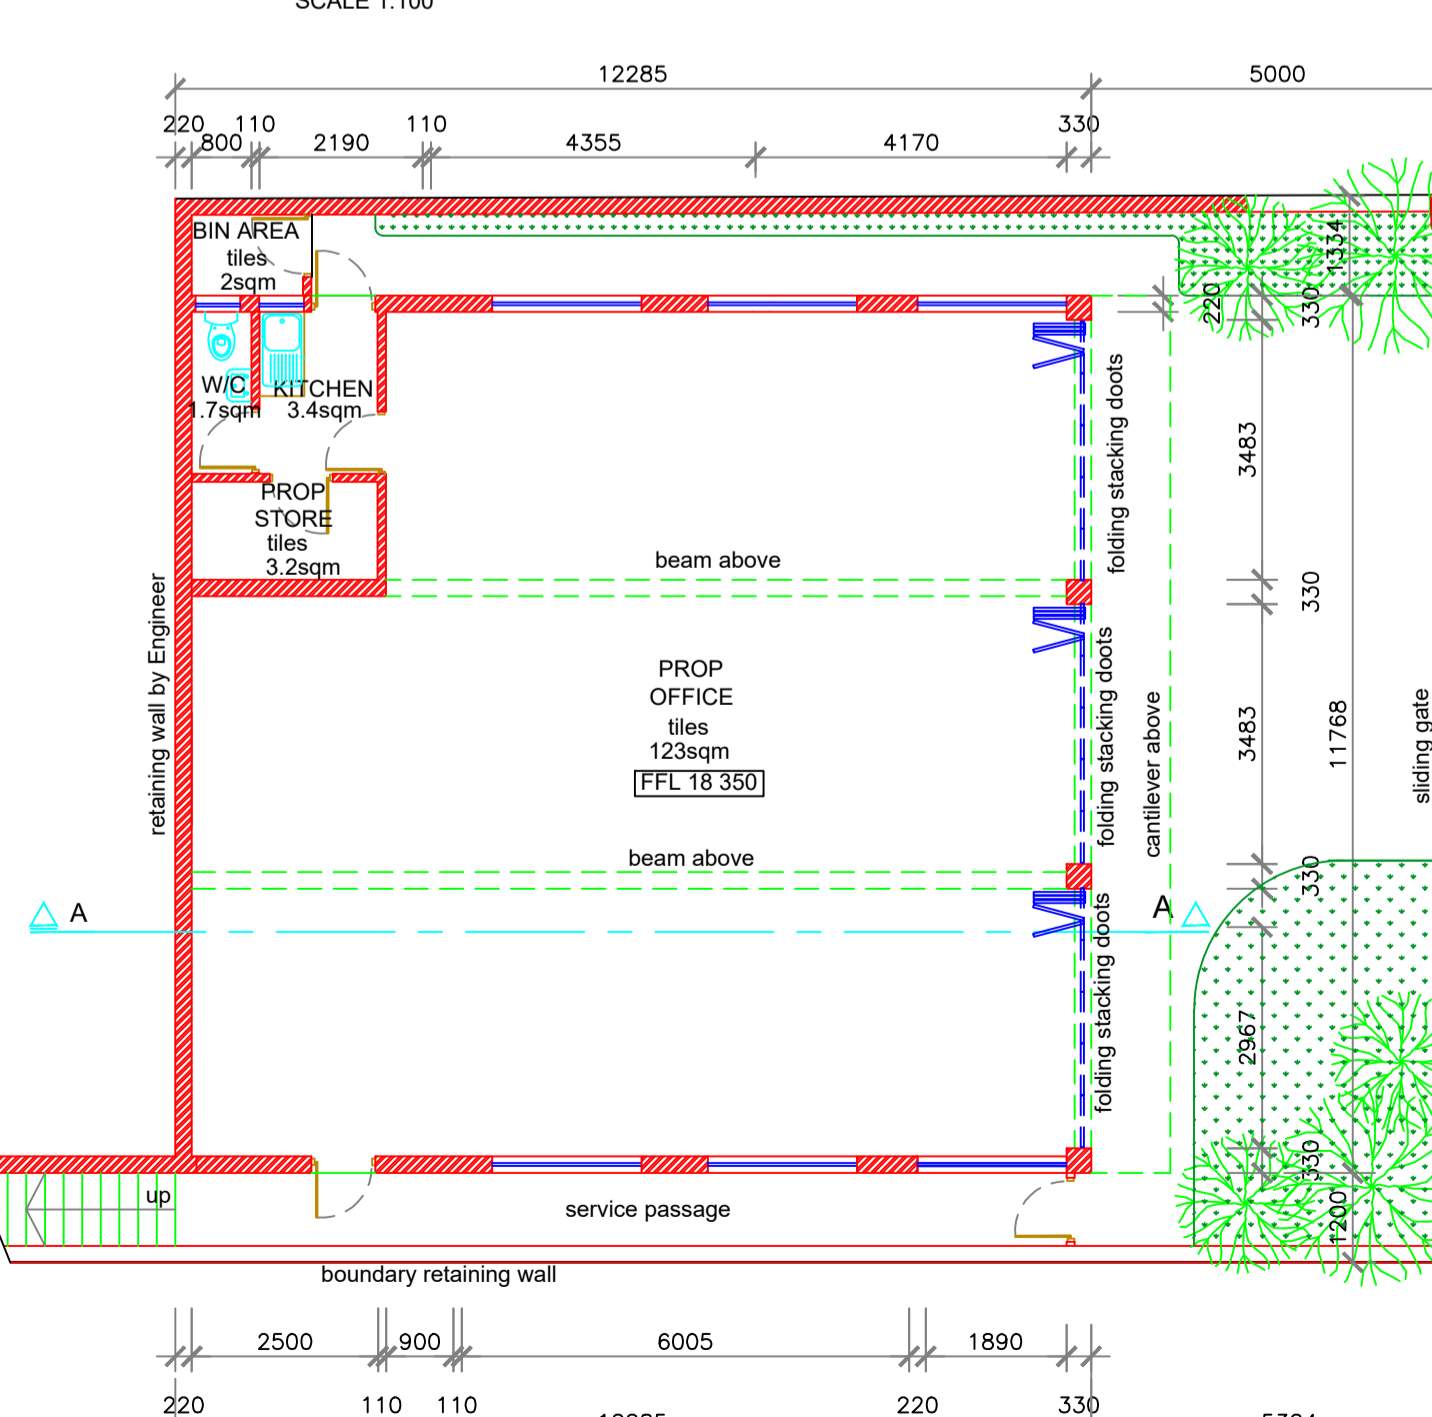 SCALE 1:100
12285
5000
220
110
110
330
800
2190
4355
4170
BIN AREA
tiles
2sqm
1334
220
330
W/C
1.7sqm
KITCHEN
3.4sqm
folding stacking doots
3483
PROP
STORE
tiles
3.2sqm
beam above
330
retaining wall by Engineer
PROP
OFFICE
tiles
123sqm
FFL 18 350
folding stacking doots
cantilever above
3483
11768
sliding gate
beam above
330
A
A
folding stacking doots
2967
330
up
service passage
1200
boundary retaining wall
2500
900
6005
1890
220
110
110
220
330